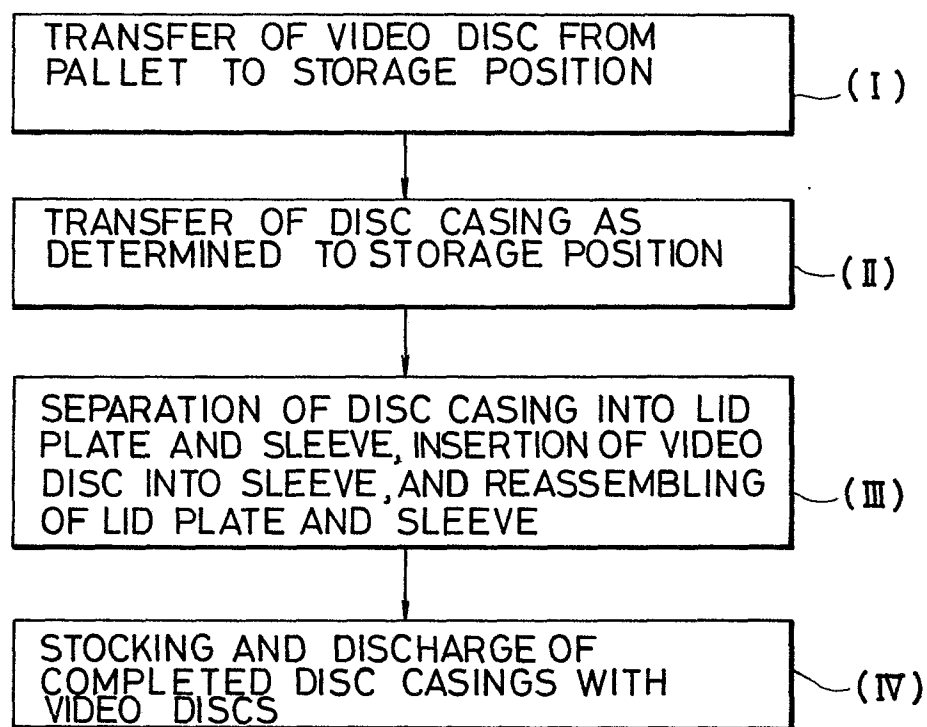 TRANSFER OF VIDEO DISC FROM
PALLET TO STORAGE POSITION
(I)
TRANSFER OF DISC CASING AS
DETERMINED TO STORAGE POSITION
(II)
SEPARATION OF DISC CASING INTO LID
PLATE AND SLEEVE, INSERTION OF VIDEO
DISC INTO SLEEVE, AND REASSEMBLING
OF LID PLATE AND SLEEVE
(III)
STOCKING AND DISCHARGE OF
COMPLETED DISC CASINGS WITH
VIDEO DISCS
(IV)